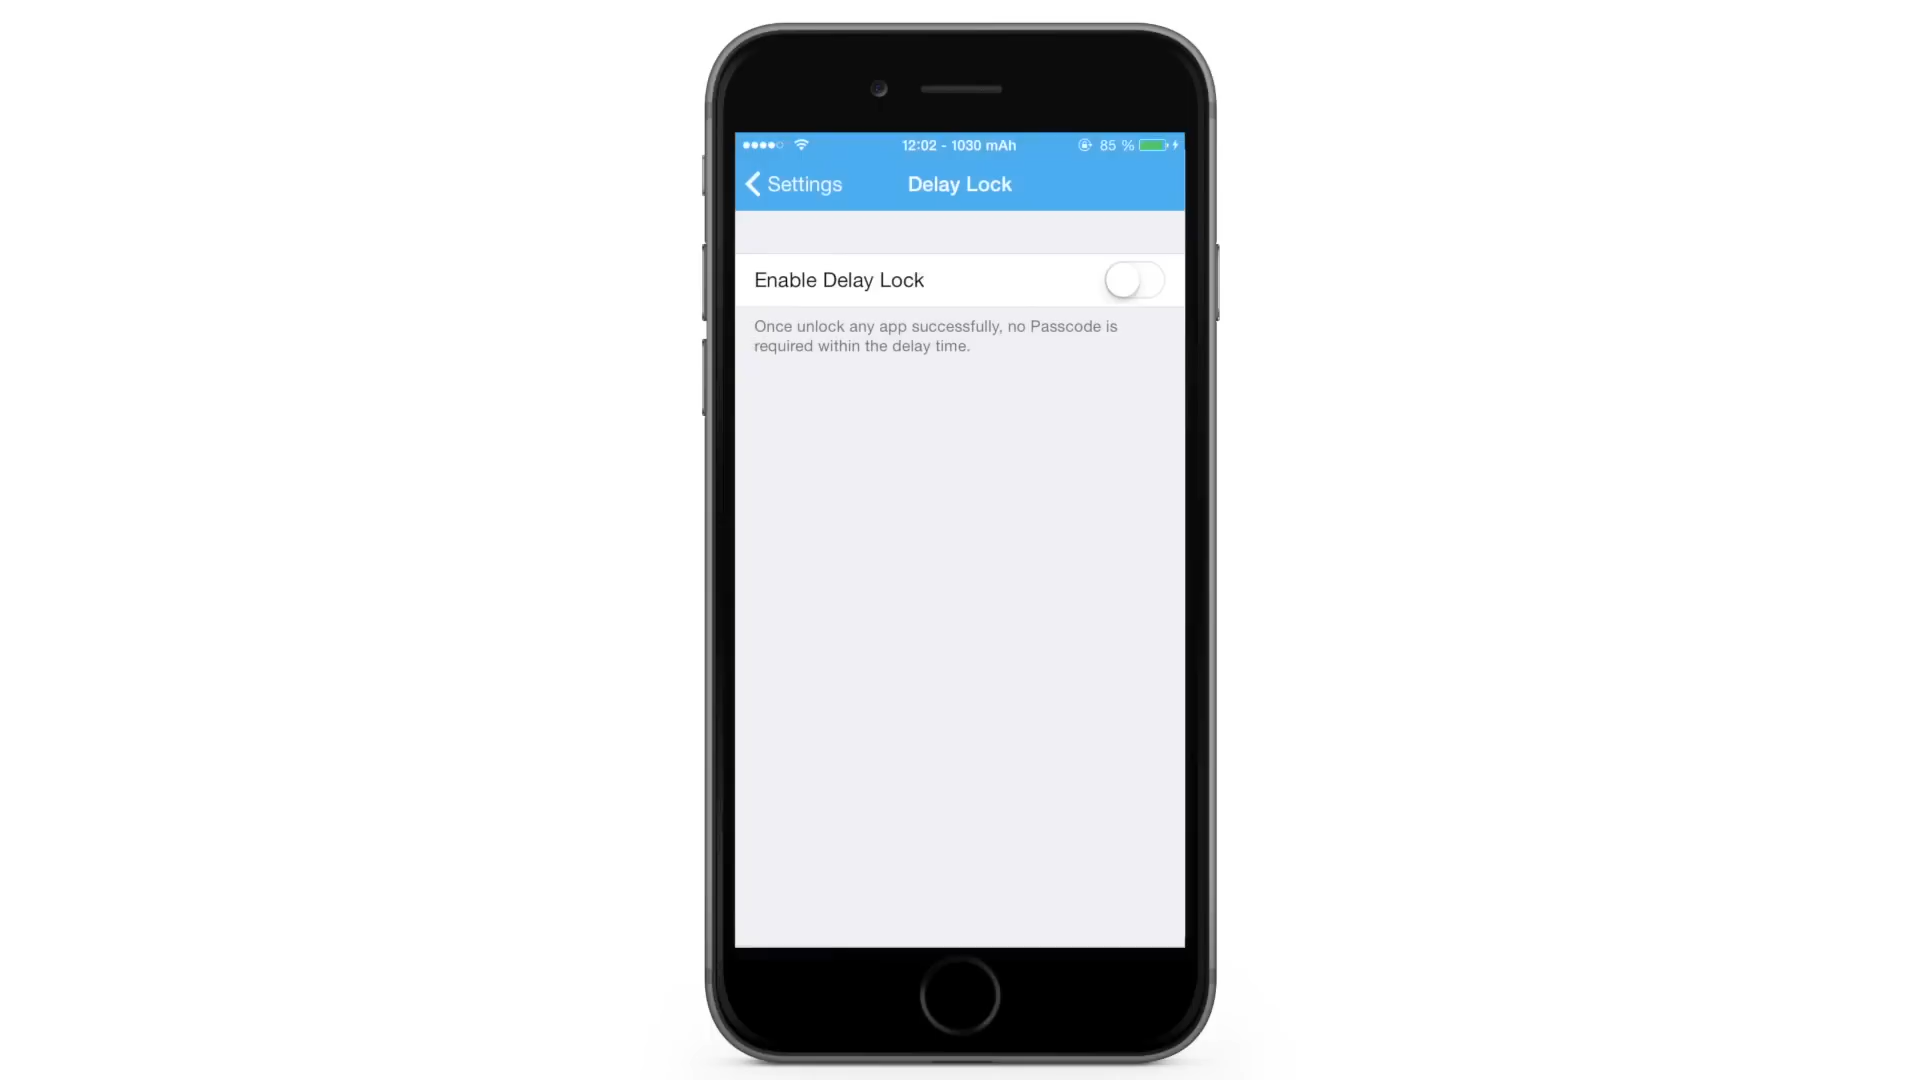 12:02 - 1030 mAh 85 %
Settings Delay Lock
Enable Delay Lock
Once unlock any app successfully, no Passcode is
required within the delay time.